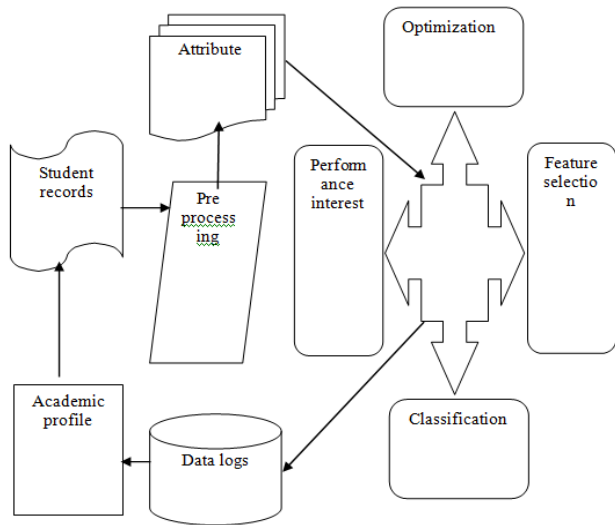 Optimization
Attribute
Student
records
Pre
process
ing
Perform
ance
interest
Feature
selectio
n
Academic
profile
Data logs
Classification